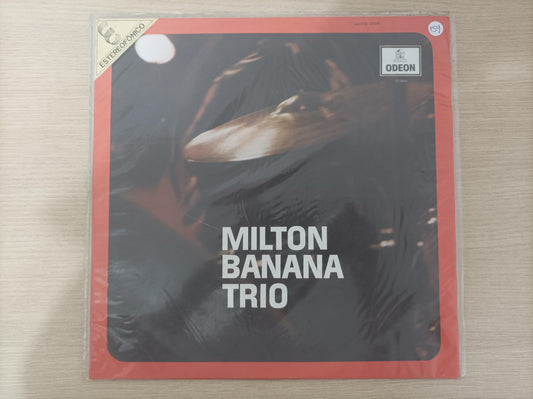 ESTEREOFÔNICO
ODEON
MILTON
BANANA
TRIO